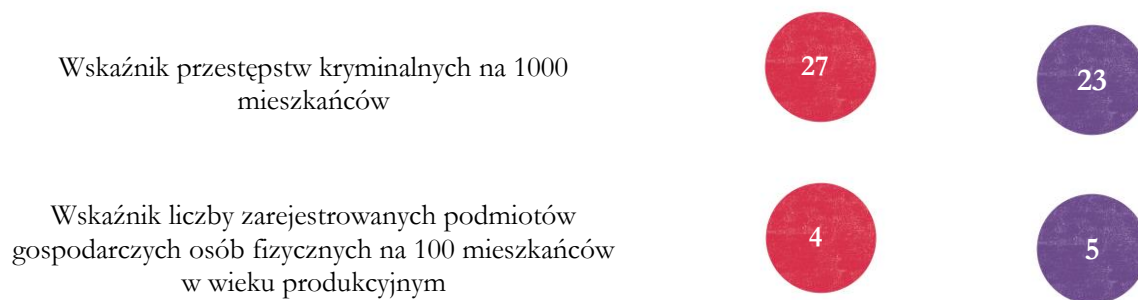 Wskaźnik przestępstw kryminalnych na 1000
mieszkańców
27
23
Wskaźnik liczby zarejestrowanych podmiotów
gospodarczych osób fizycznych na 100 mieszkańców
w wieku produkcyjnym
4
5